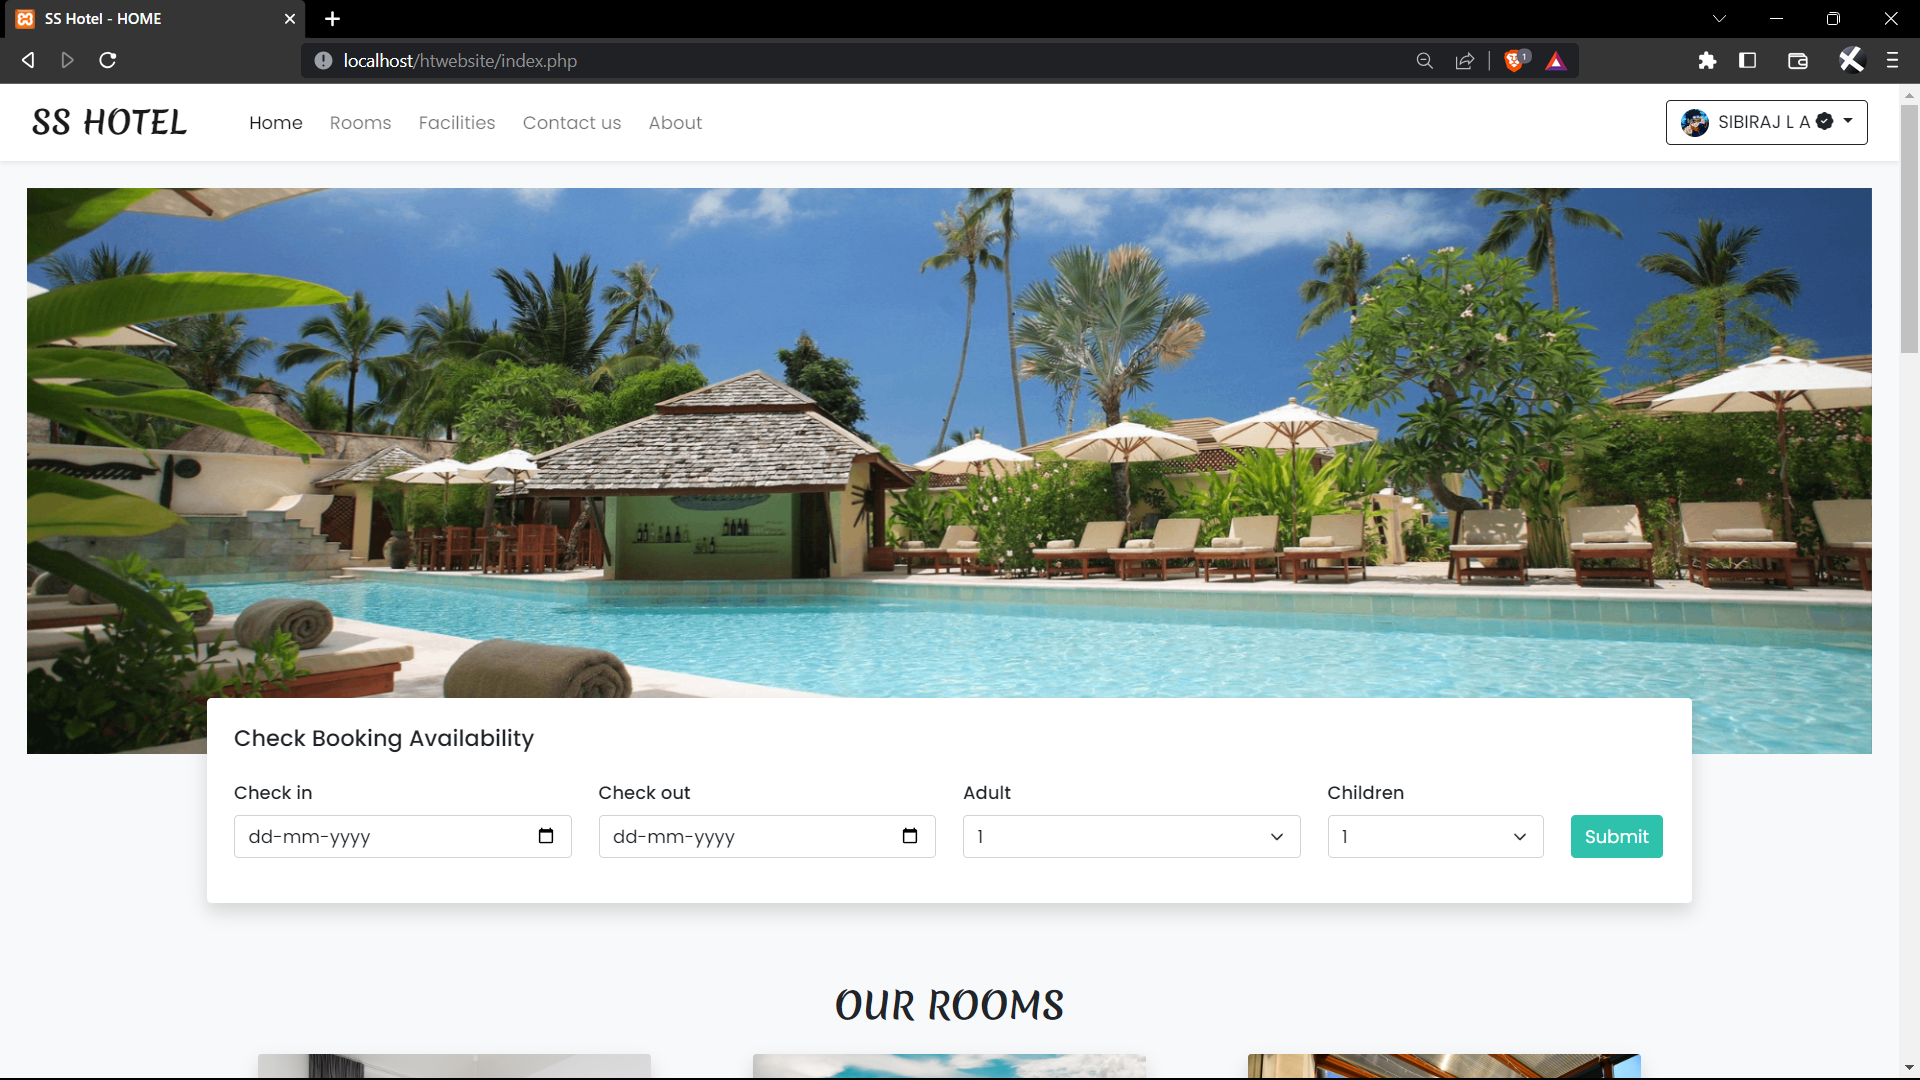 SS Hotel - HOME
localhost/htwebsite/index.php
1
SS HOTEL
Home
Rooms
Facilities
Contact us
About
SIBIRAJ L A
Check Booking Availability
Check in
Check out
Adult
Children
dd-mm-yyyy
dd-mm-yyyy
1
1
Submit
OUR ROOMS